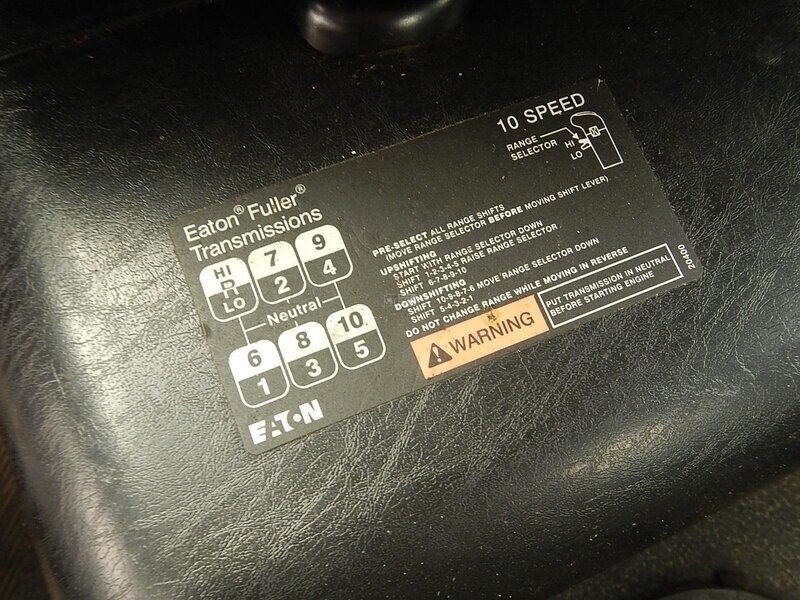 10 SPEED
RANGE
SELECTOR
HI
LO
Eaton® Fuller®
Transmissions
HI
R
LO
7
2
9
4
Neutral
6
1
8
3
10
5
EATON
PRE-SELECT ALL RANGE SHIFTS
(MOVE RANGE SELECTOR BEFORE MOVING SHIFT LEVER)
UPSHIFTING
START WITH RANGE SELECTOR DOWN
SHIFT 1-2-3-4-5 RAISE RANGE SELECTOR
SHIFT 6-7-8-9-10
DOWNSHIFTING
SHIFT 10-9-8-7-6 MOVE RANGE SELECTOR DOWN
SHIFT 5-4-3-2-1
DO NOT CHANGE RANGE WHILE MOVING IN REVERSE
WARNING
PUT TRANSMISSION IN NEUTRAL
BEFORE STARTING ENGINE
20400